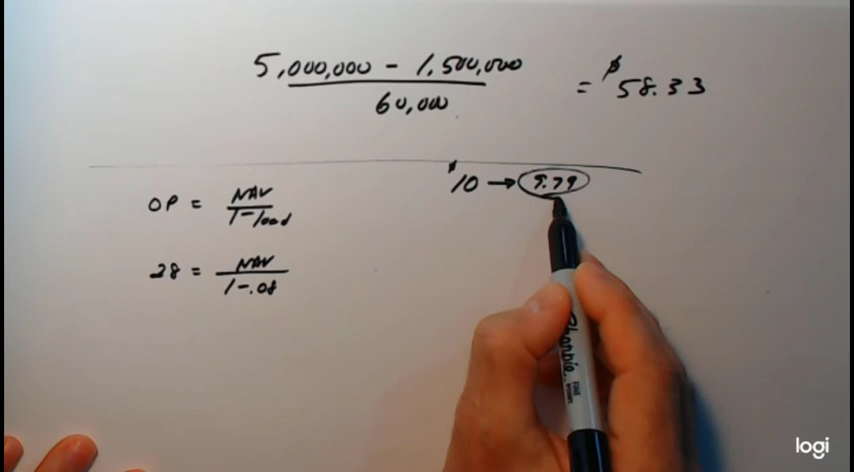 5,000,000 - 1,500,000
60,000
= $58.33
$10 → 9.79
OP = NAV
1-load
28 = NAV
1-.08
Sharpie
logi